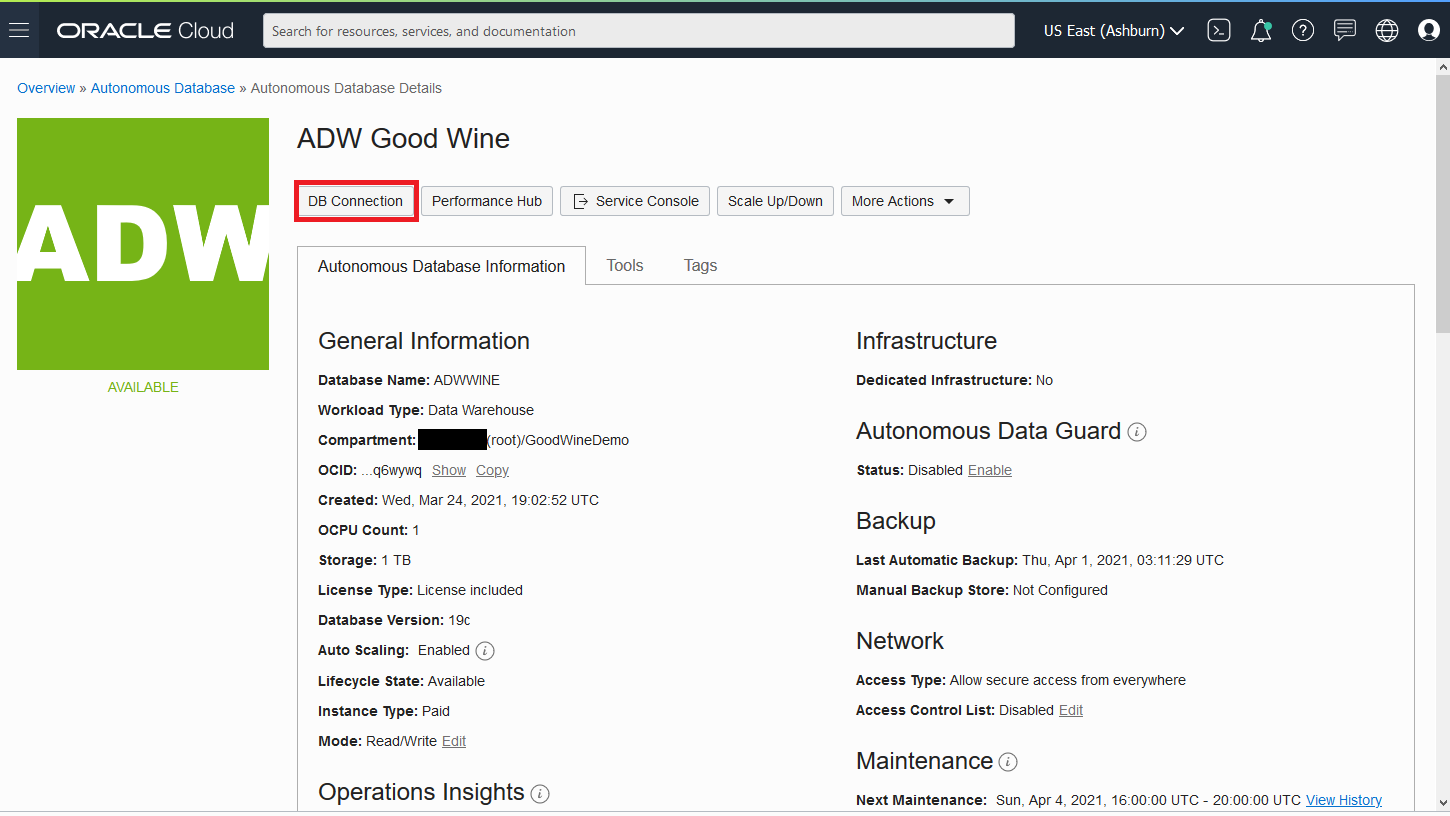 ORACLE Cloud
Search for resources, services, and documentation
US East (Ashburn)
Overview » Autonomous Database » Autonomous Database Details
ADW
AVAILABLE
ADW Good Wine
DB Connection Performance Hub Service Console Scale Up/Down More Actions
Autonomous Database Information Tools Tags
General Information
Database Name: ADWWINE
Workload Type: Data Warehouse
Compartment: (root)/GoodWineDemo
OCID: ...q6wywq Show Copy
Created: Wed, Mar 24, 2021, 19:02:52 UTC
OCPU Count: 1
Storage: 1 TB
License Type: License included
Database Version: 19c
Auto Scaling: Enabled
Lifecycle State: Available
Instance Type: Paid
Mode: Read/Write Edit
Operations Insights
Infrastructure
Dedicated Infrastructure: No
Autonomous Data Guard
Status: Disabled Enable
Backup
Last Automatic Backup: Thu, Apr 1, 2021, 03:11:29 UTC
Manual Backup Store: Not Configured
Network
Access Type: Allow secure access from everywhere
Access Control List: Disabled Edit
Maintenance
Next Maintenance: Sun, Apr 4, 2021, 16:00:00 UTC - 20:00:00 UTC View History